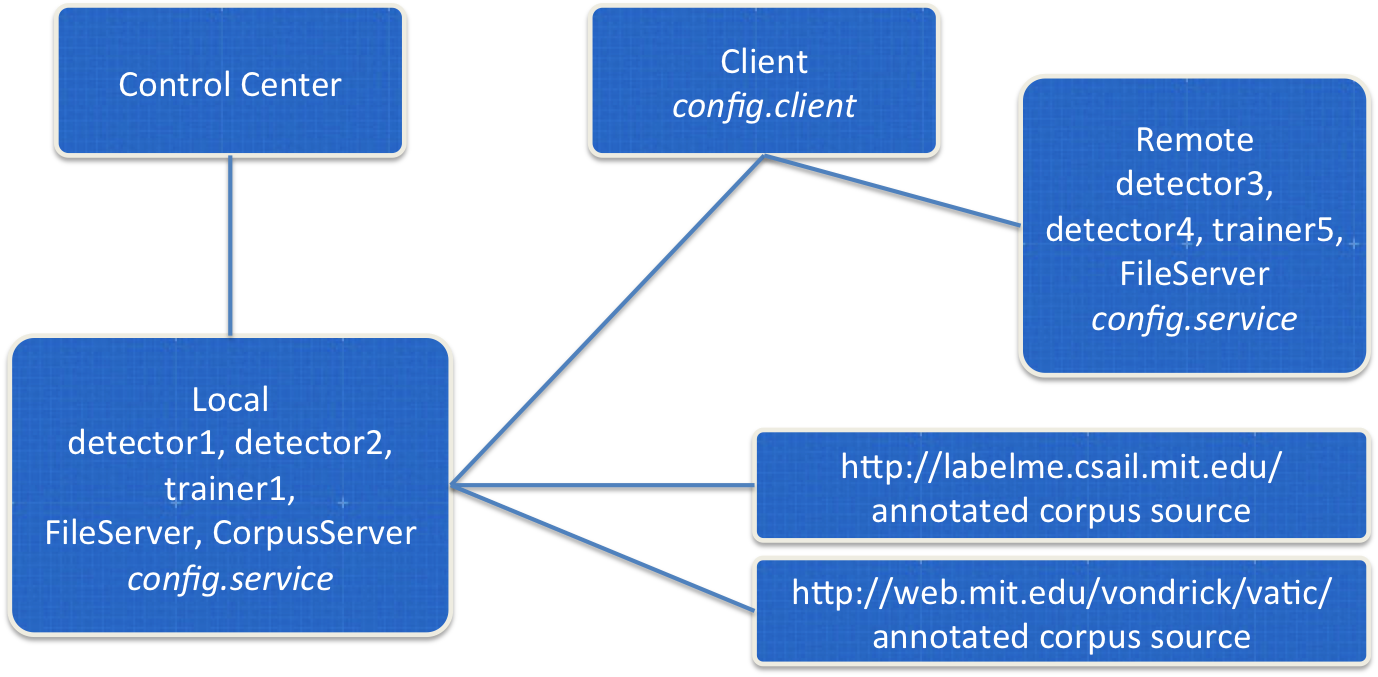 Control Center
Client
config.client
Remote
detector3,
detector4, trainer5,
FileServer
config.service
Local
detector1, detector2,
trainer1,
FileServer, CorpusServer
config.service
http://labelme.csail.mit.edu/
annotated corpus source
http://web.mit.edu/vondrick/vatic/
annotated corpus source